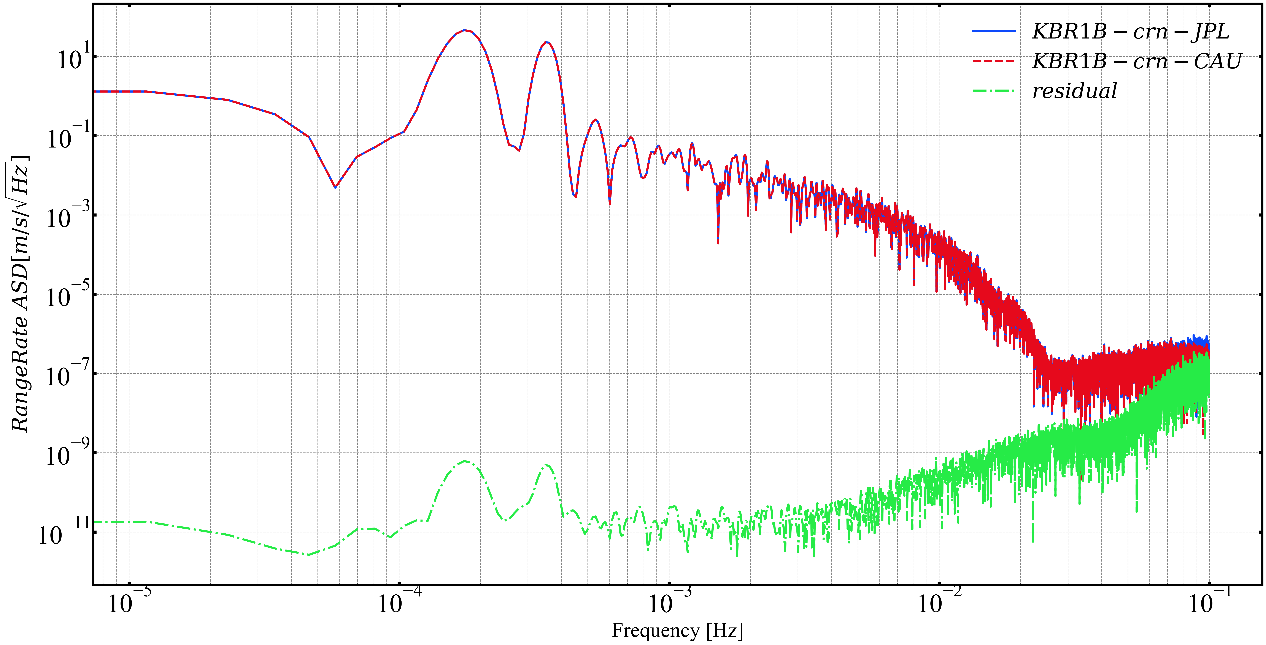 KBR1B − crn − JPL
KBR1B − crn − CAU
residual
RangeRate ASD[m/s/√Hz]
10^1
10^−1
10^−3
10^−5
10^−7
10^−9
10^−11
10^−5 10^−4 10^−3 10^−2 10^−1
Frequency [Hz]